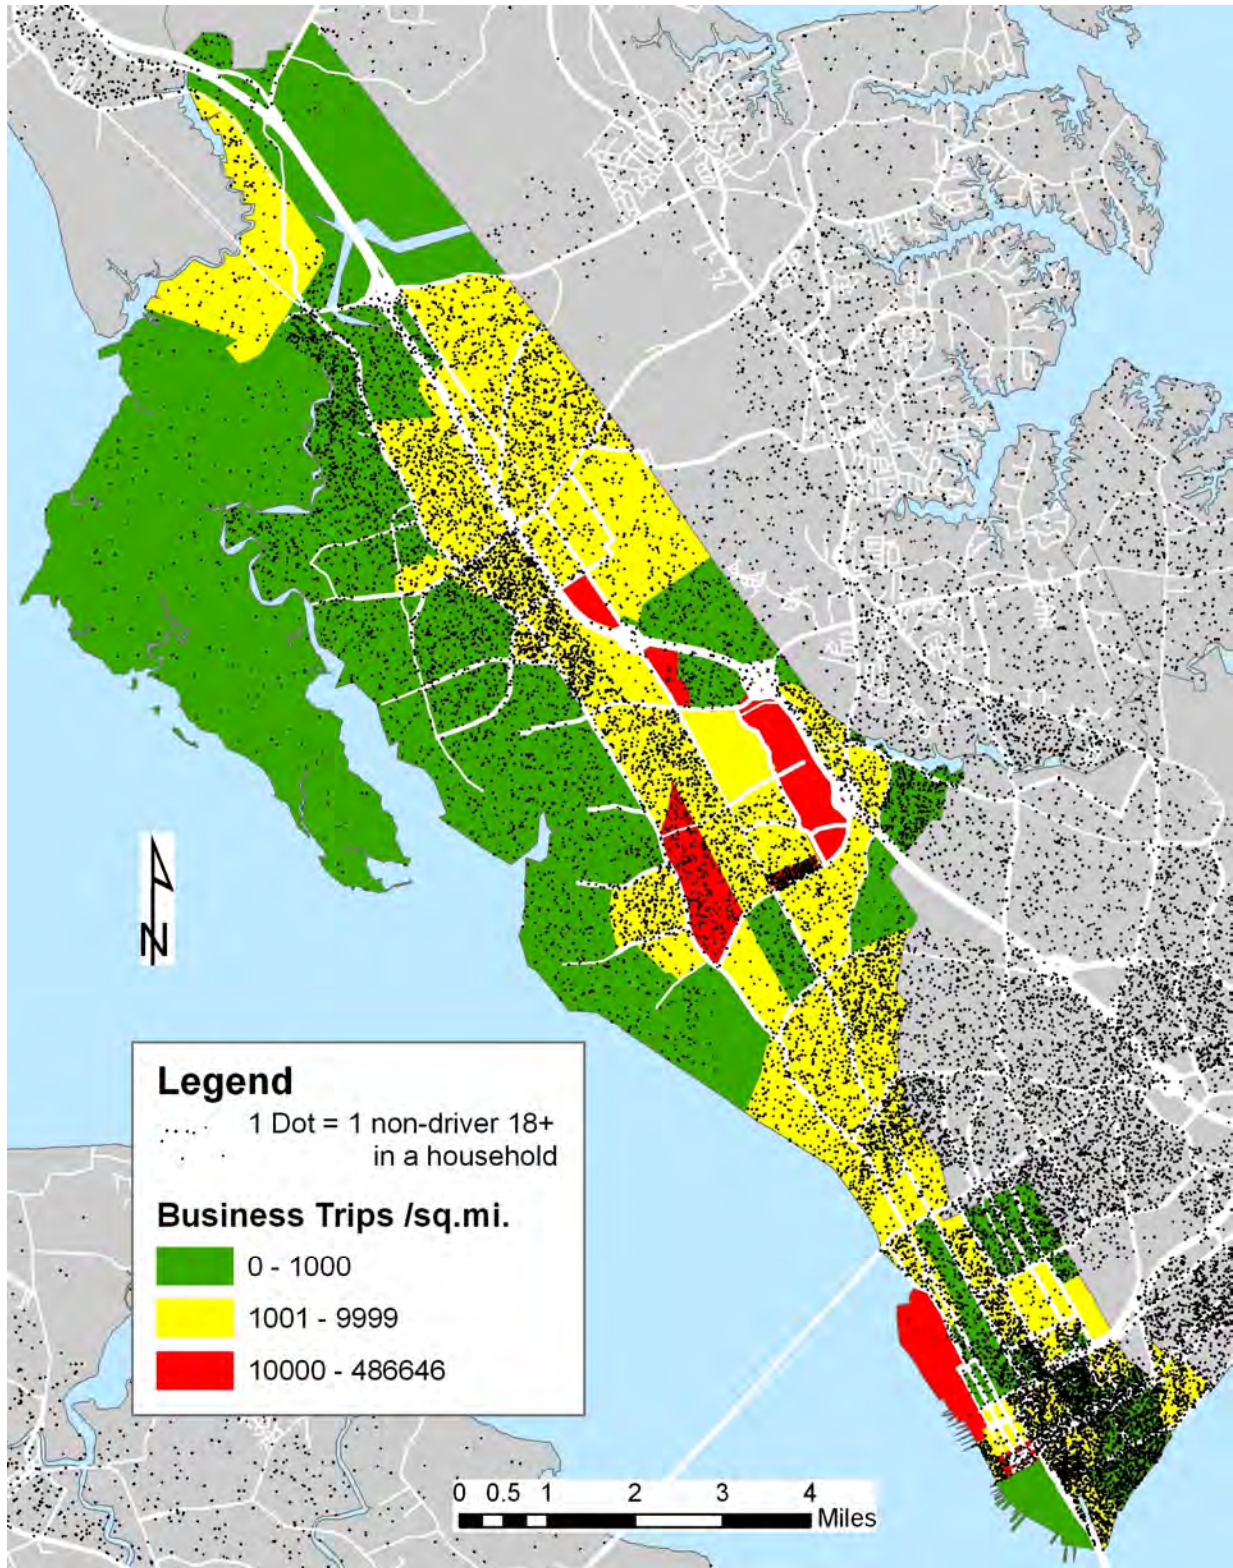 N
Legend
1 Dot = 1 non-driver 18+
in a household
Business Trips /sq.mi.
0 - 1000
1001 - 9999
10000 - 486646
0 0.5 1 2 3 4
Miles